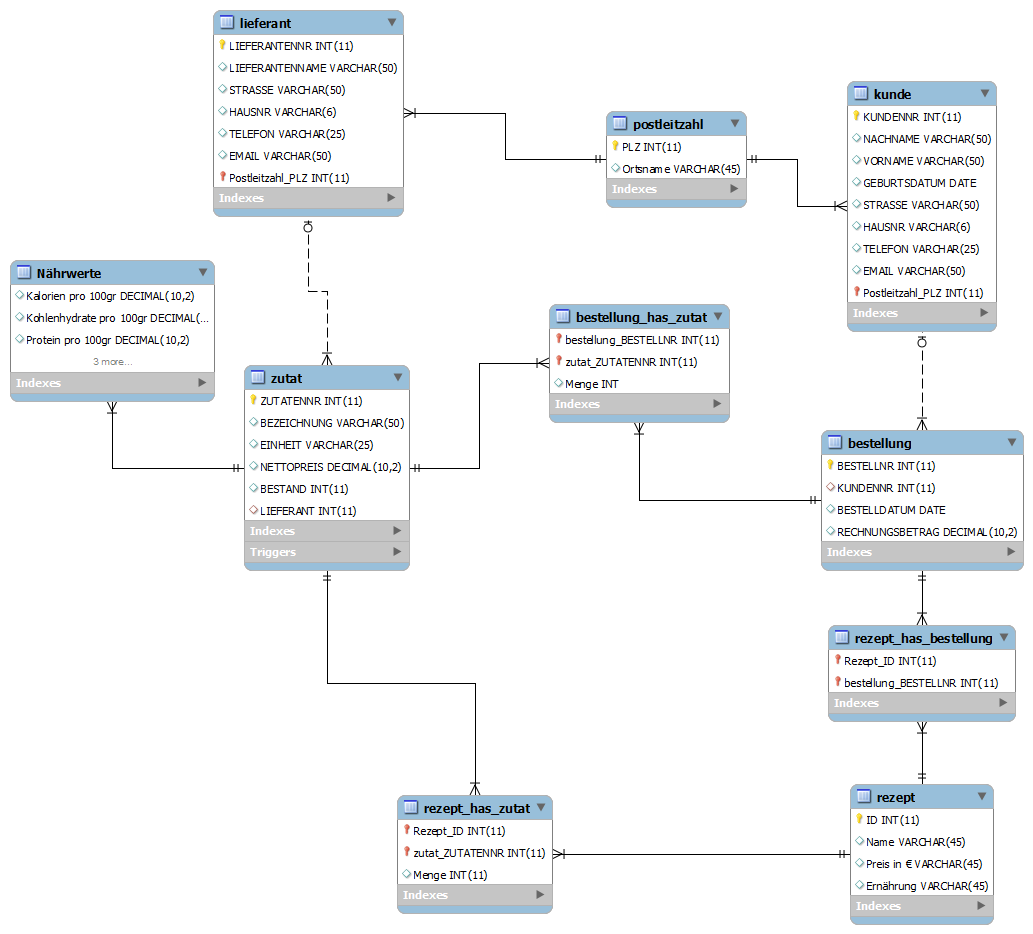 lieferant
LIEFERANTENNR INT(11)
LIEFERANTENNAME VARCHAR(50)
STRASSE VARCHAR(50)
HAUSNR VARCHAR(6)
TELEFON VARCHAR(25)
EMAIL VARCHAR(50)
Postleitzahl_PLZ INT(11)
Indexes
postleitzahl
PLZ INT(11)
Ortsname VARCHAR(45)
Indexes
kunde
KUNDENNR INT(11)
NACHNAME VARCHAR(50)
VORNAME VARCHAR(50)
GEBURTSDATUM DATE
STRASSE VARCHAR(50)
HAUSNR VARCHAR(6)
TELEFON VARCHAR(25)
EMAIL VARCHAR(50)
Postleitzahl_PLZ INT(11)
Indexes
Nährwerte
Kalorien pro 100gr DECIMAL(10,2)
Kohlenhydrate pro 100gr DECIMAL(...
Protein pro 100gr DECIMAL(10,2)
3 more...
Indexes
zutat
ZUTATENNR INT(11)
BEZEICHNUNG VARCHAR(50)
EINHEIT VARCHAR(25)
NETTOPREIS DECIMAL(10,2)
BESTAND INT(11)
LIEFERANT INT(11)
Indexes
Triggers
bestellung_has_zutat
bestellung_BESTELLNR INT(11)
zutat_ZUTATENNR INT(11)
Menge INT
Indexes
bestellung
BESTELLNR INT(11)
KUNDENNR INT(11)
BESTELLDATUM DATE
RECHNUNGSBETRAG DECIMAL(10,2)
Indexes
rezept_has_bestellung
Rezept_ID INT(11)
bestellung_BESTELLNR INT(11)
Indexes
rezept_has_zutat
Rezept_ID INT(11)
zutat_ZUTATENNR INT(11)
Menge INT(11)
Indexes
rezept
ID INT(11)
Name VARCHAR(45)
Preis in € VARCHAR(45)
Ernährung VARCHAR(45)
Indexes